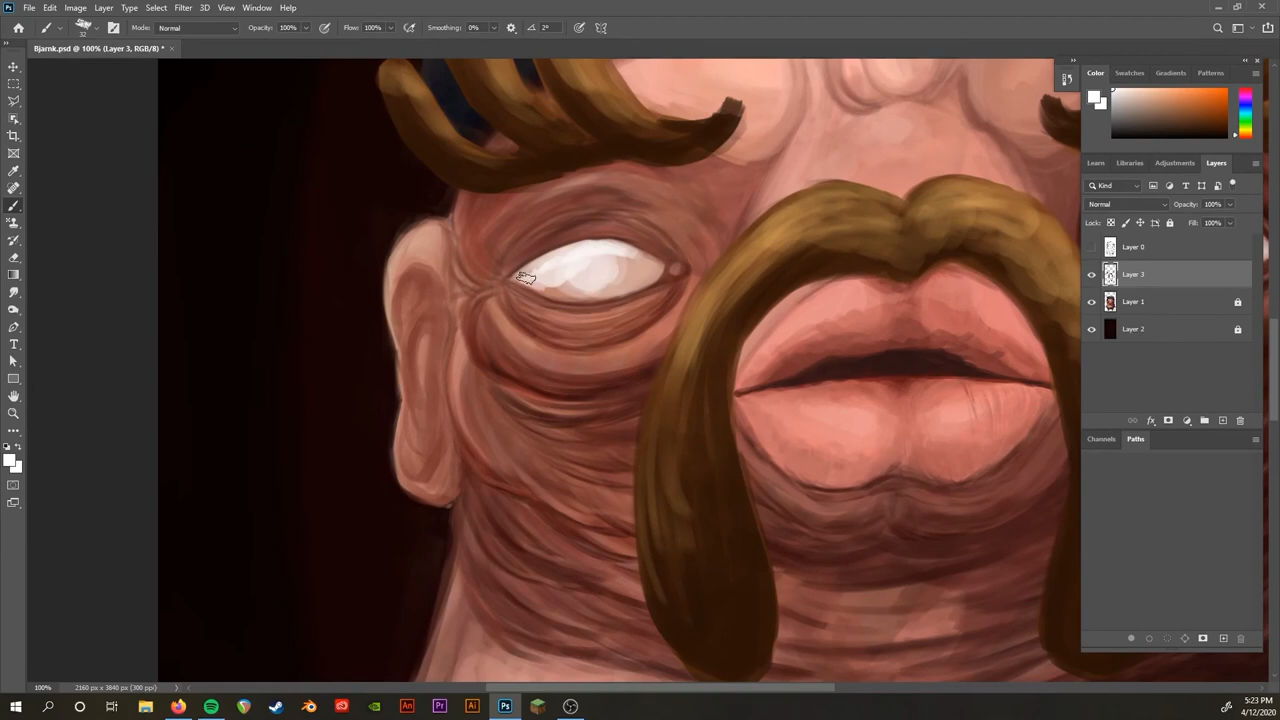 File Edit Image Layer Type Select Filter 3D View Window Help
Mode: Normal Opacity: 100% Flow: 100% Smoothing: 0% 2°
32
Bjarnk.psd @ 100% (Layer 3, RGB/8) *
Color Swatches Gradients Patterns
Learn Libraries Adjustments Layers
Kind
Normal Opacity: 100%
Lock: Fill: 100%
Layer 0
Layer 3
Layer 1
Layer 2
Channels Paths
100% 2160 px x 3840 px (300 ppi)
5:23 PM
4/12/2020